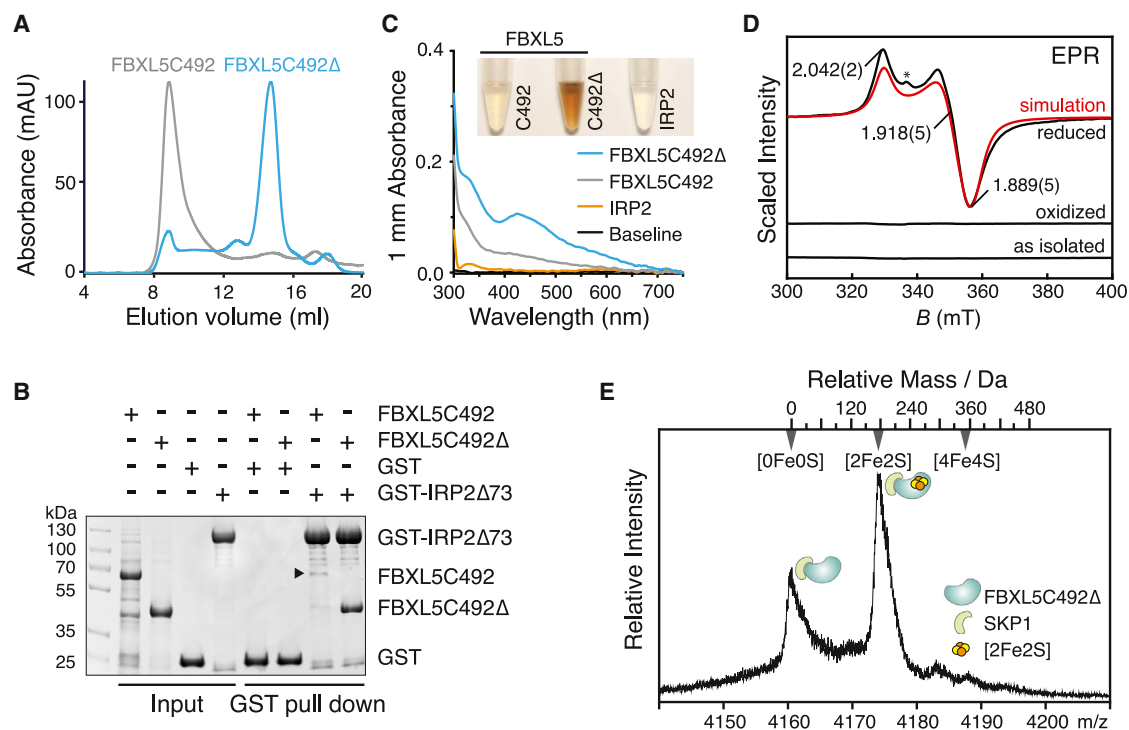 A
FBXL5C492 FBXL5C492Δ
Absorbance (mAU)
100
50
0
4 8 12 16 20
Elution volume (ml)
B
+ - - - + - + - FBXL5C492
- + - - - + - + FBXL5C492Δ
- - + - + + - - GST
- - - + - - + + GST-IRP2Δ73
kDa
130
100
70
55
35
25
GST-IRP2Δ73
FBXL5C492
FBXL5C492Δ
GST
Input GST pull down
C
FBXL5
C492
C492Δ
IRP2
FBXL5C492Δ
FBXL5C492
IRP2
Baseline
1 mm Absorbance
0.4
0.2
0.0
300 400 500 600 700
Wavelength (nm)
D
EPR
2.042(2)
*
simulation
reduced
1.918(5)
1.889(5)
oxidized
as isolated
Scaled Intensity
300 320 340 360 380 400
B (mT)
E
Relative Mass / Da
0 60 120 180 240 300 360 420 480
[0Fe0S] [2Fe2S] [4Fe4S]
FBXL5C492Δ
SKP1
[2Fe2S]
Relative Intensity
4150 4160 4170 4180 4190 4200 m/z